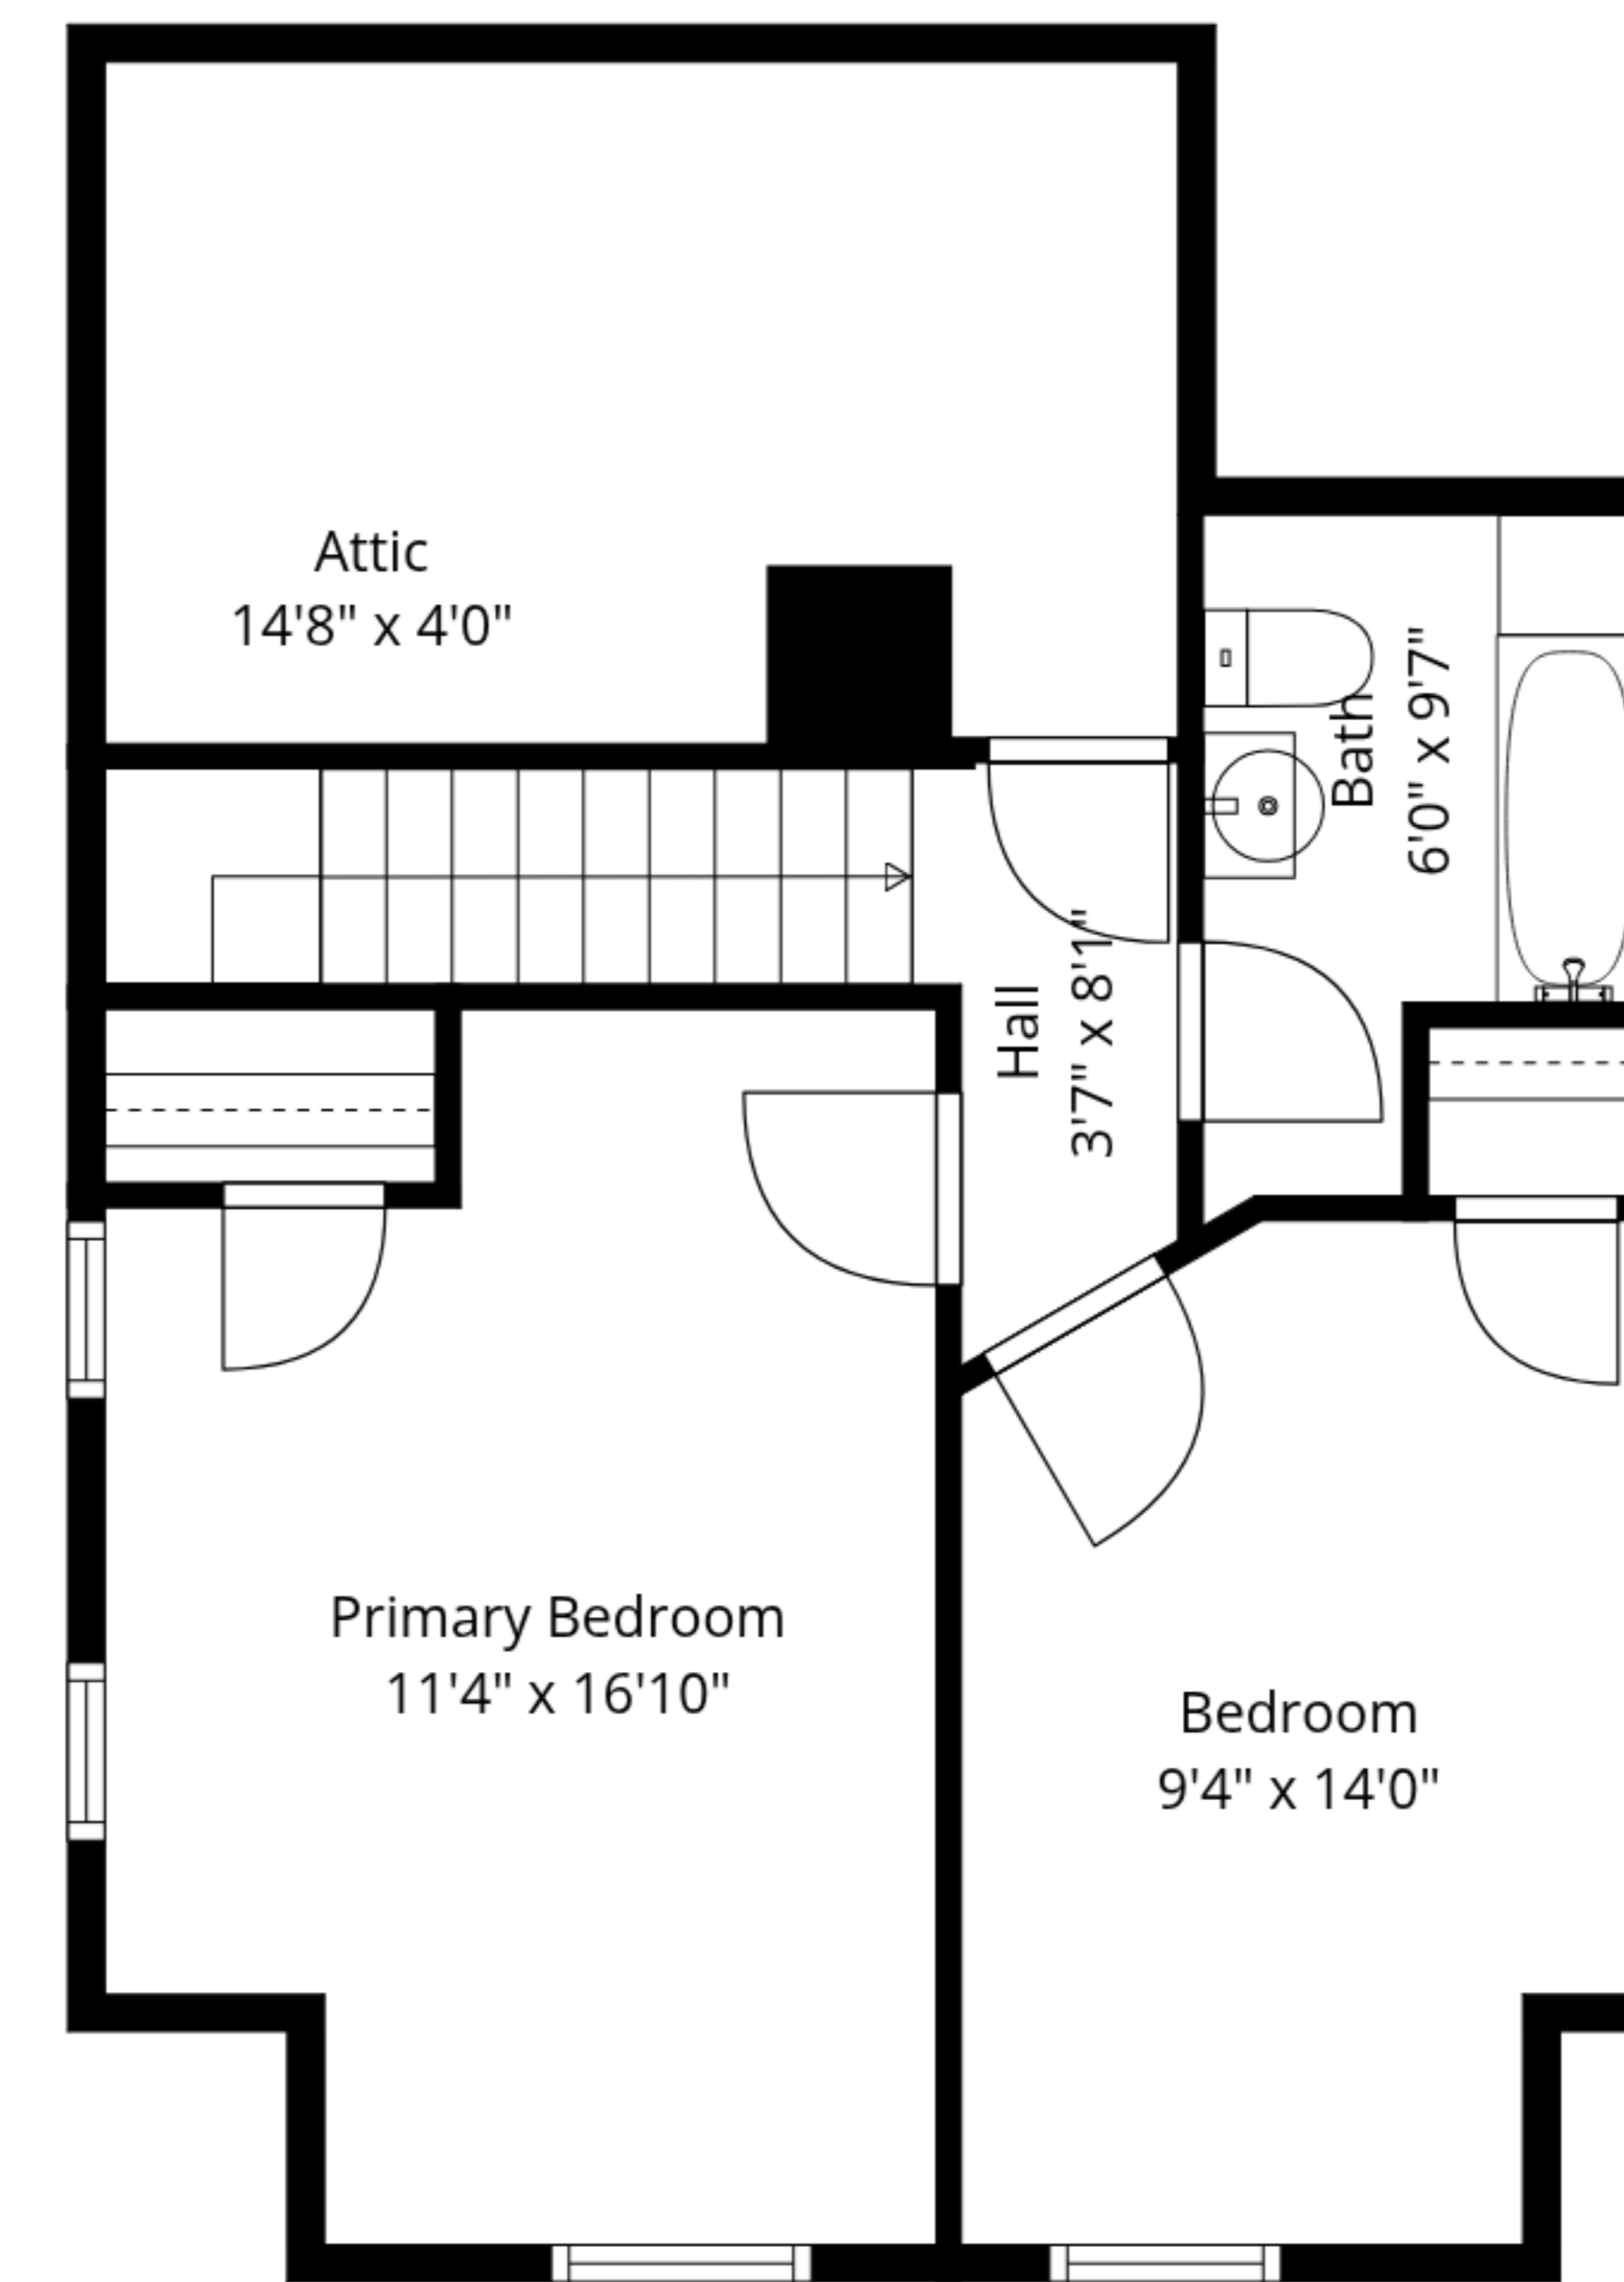 Attic
14'8" x 4'0"
Bath
6'0" x 9'7"
Hall
3'7" x 8'1"
Primary Bedroom
11'4" x 16'10"
Bedroom
9'4" x 14'0"